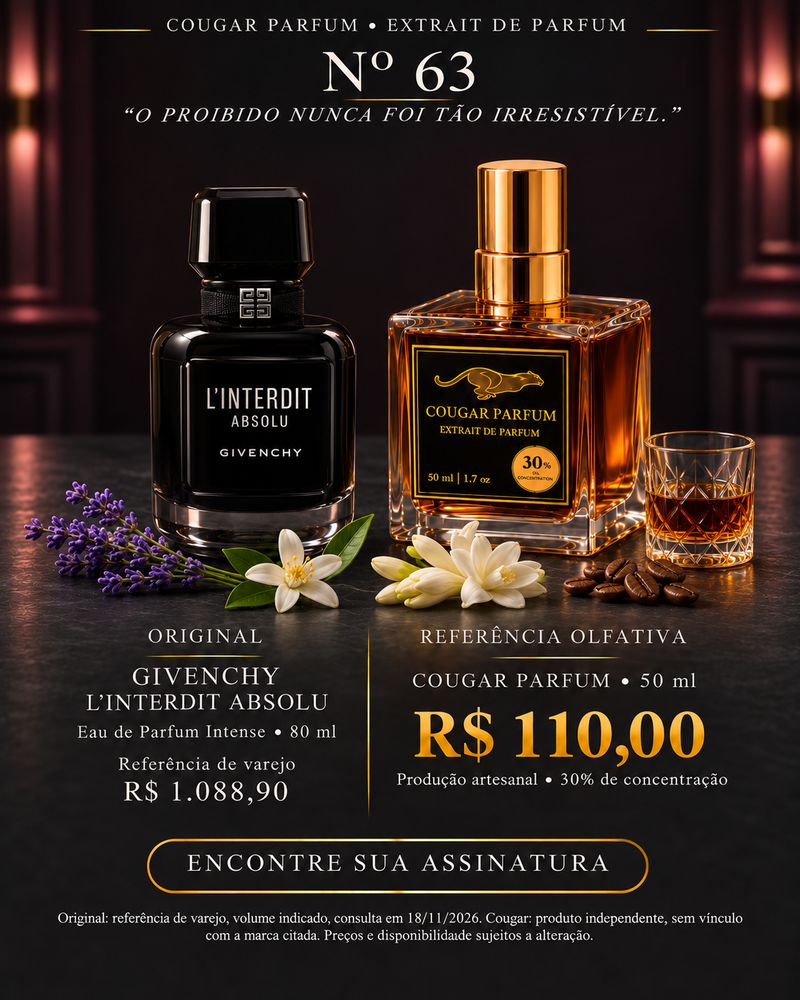 COUGAR PARFUM • EXTRAIT DE PARFUM
Nº 63
“O PROIBIDO NUNCA FOI TÃO IRRESISTÍVEL.”
L'INTERDIT
ABSOLU
GIVENCHY
COUGAR PARFUM
EXTRAIT DE PARFUM
30%
OIL
CONCENTRATION
50 ml | 1.7 oz
ORIGINAL
GIVENCHY
L’INTERDIT ABSOLU
Eau de Parfum Intense • 80 ml
Referência de varejo
R$ 1.088,90
REFERÊNCIA OLFATIVA
COUGAR PARFUM • 50 ml
R$ 110,00
Produção artesanal • 30% de concentração
ENCONTRE SUA ASSINATURA
Original: referência de varejo, volume indicado, consulta em 18/11/2026. Cougar: produto independente, sem vínculo
com a marca citada. Preços e disponibilidade sujeitos a alteração.